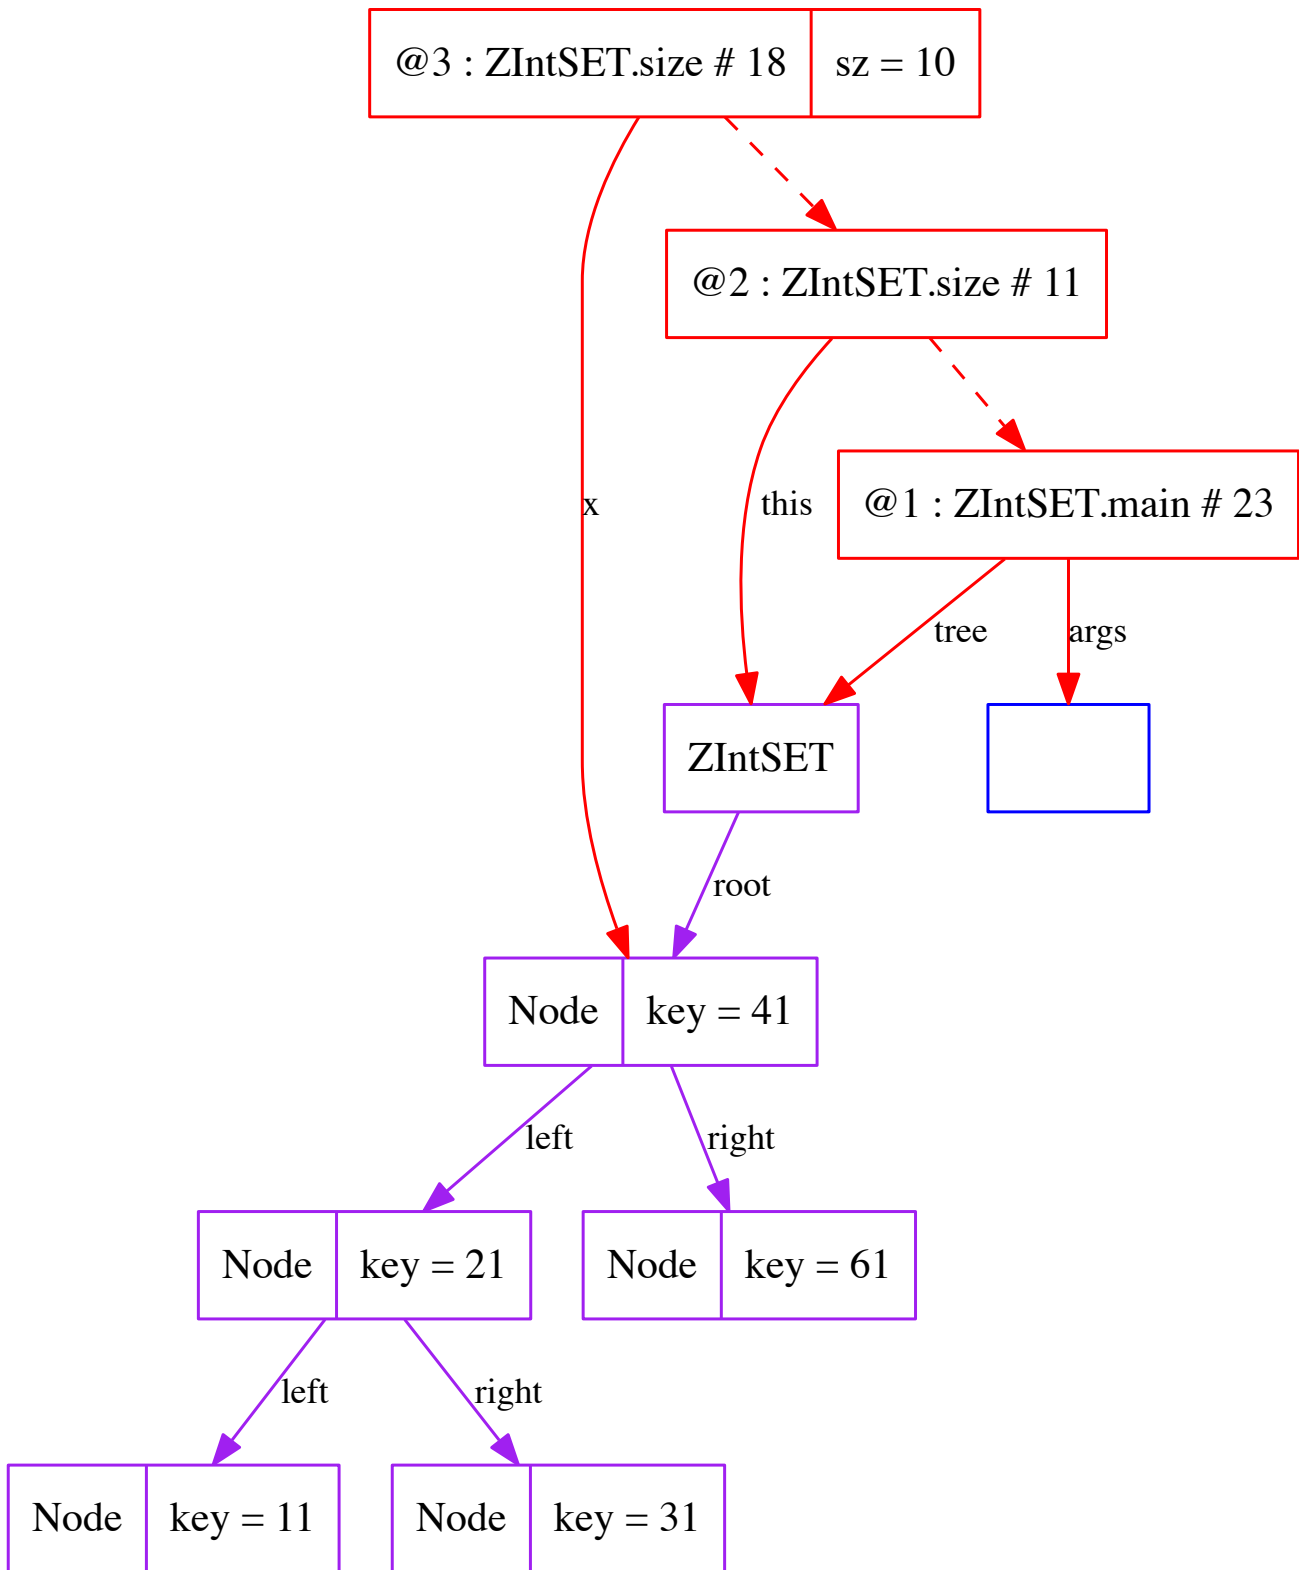 @3 : ZIntSET.size # 18 sz = 10
@2 : ZIntSET.size # 11
x
this
@1 : ZIntSET.main # 23
tree
args
ZIntSET
root
Node key = 41
left
right
Node key = 21
Node key = 61
left
right
Node key = 11
Node key = 31